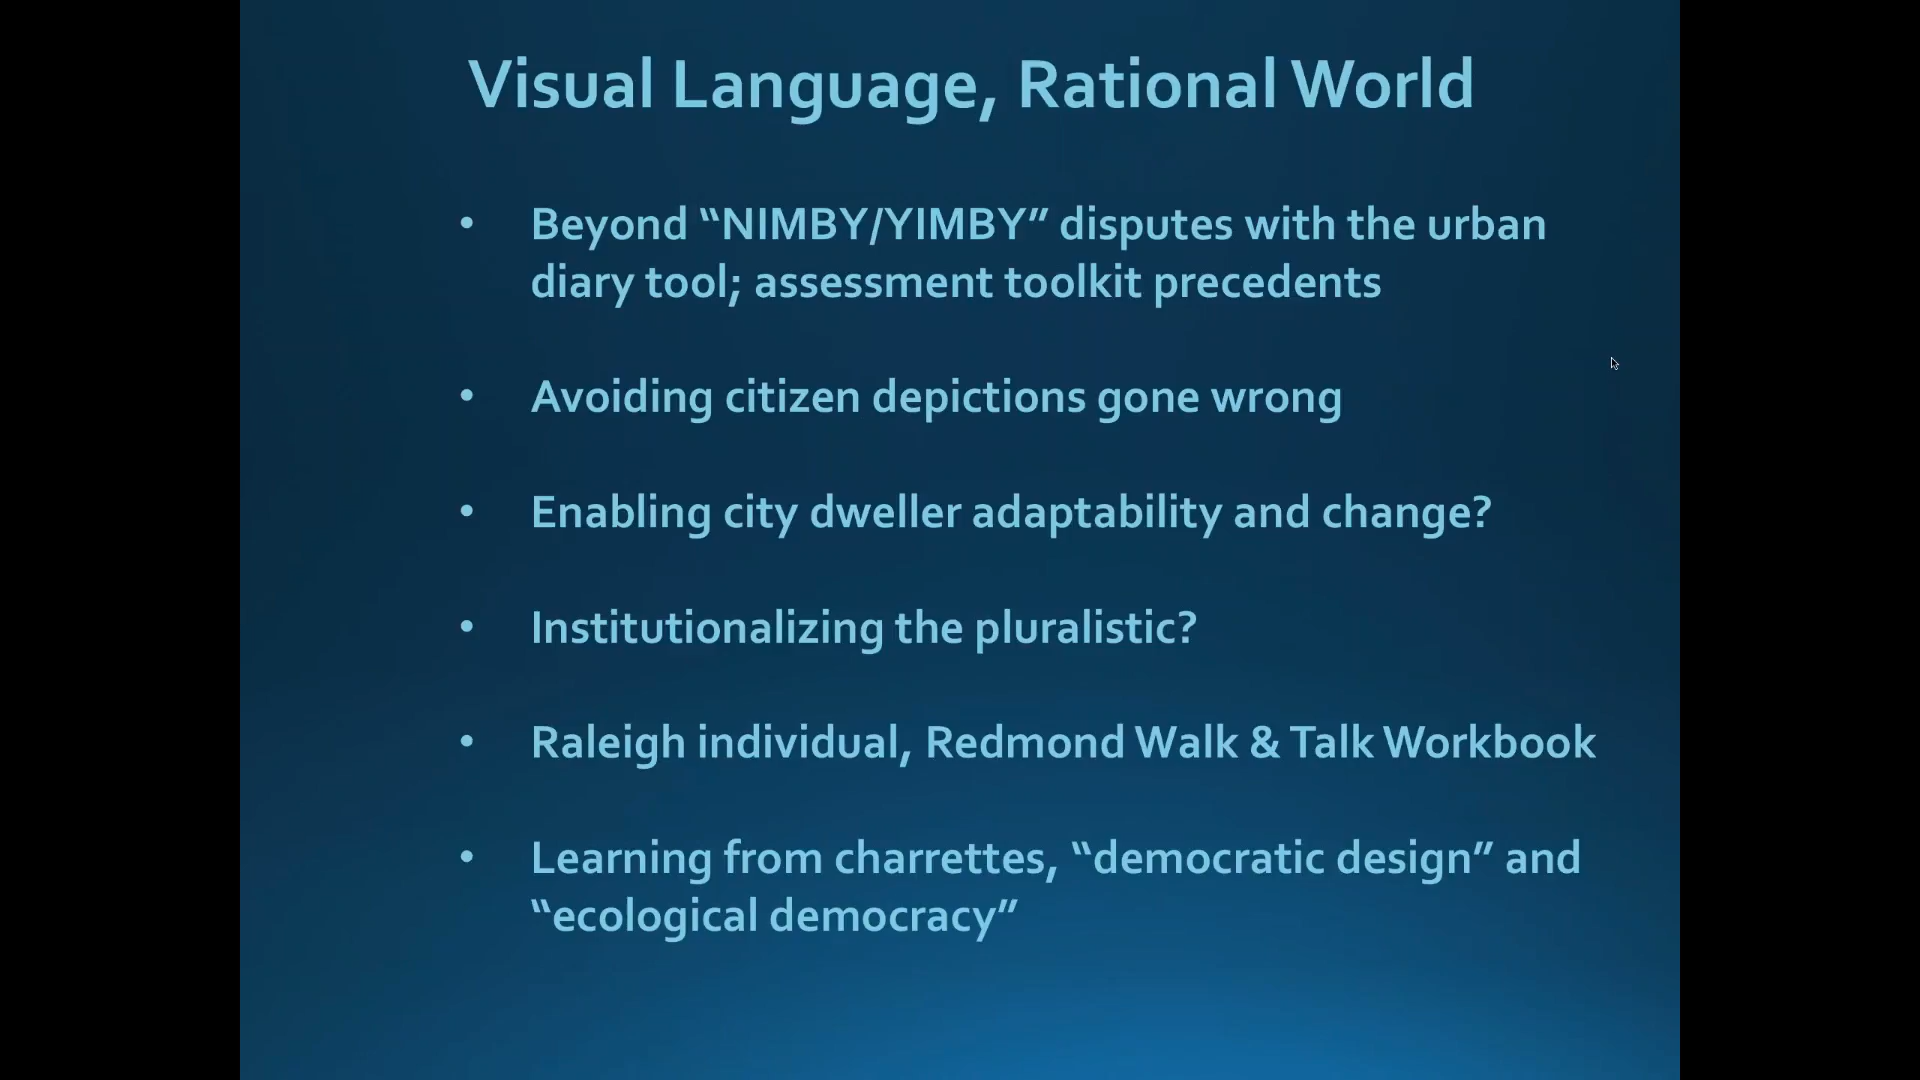 Visual Language, Rational World
• Beyond “NIMBY/YIMBY” disputes with the urban
diary tool; assessment toolkit precedents
• Avoiding citizen depictions gone wrong
• Enabling city dweller adaptability and change?
• Institutionalizing the pluralistic?
• Raleigh individual, Redmond Walk & Talk Workbook
• Learning from charrettes, “democratic design” and
“ecological democracy”